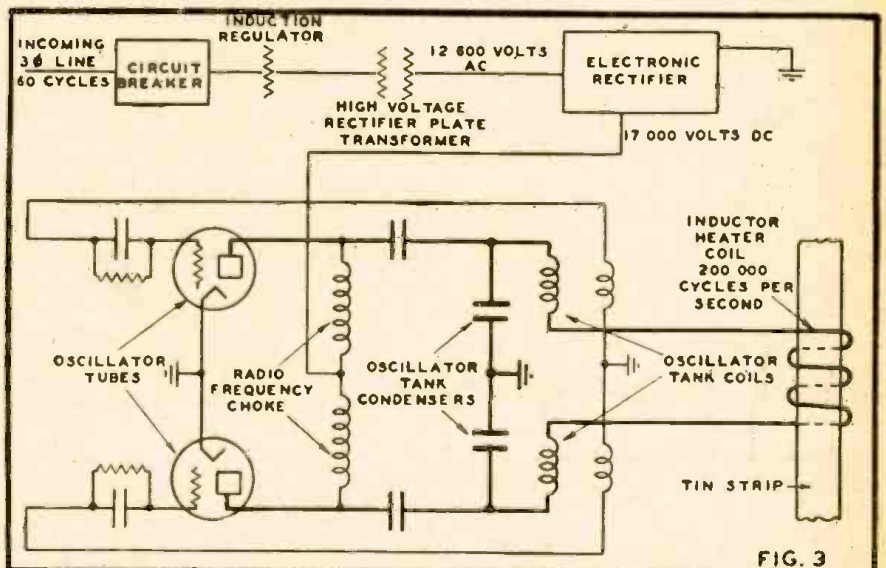 INDUCTION
REGULATOR
INCOMING
3Ø LINE
60 CYCLES
CIRCUIT
BREAKER
12 600 VOLTS
AC
ELECTRONIC
RECTIFIER
HIGH VOLTAGE
RECTIFIER PLATE
TRANSFORMER
17 000 VOLTS DC
INDUCTOR
HEATER
COIL
200 000
CYCLES PER
SECOND
OSCILLATOR
TUBES
RADIO
FREQUENCY
CHOKE
OSCILLATOR
TANK
CONDENSERS
OSCILLATOR
TANK COILS
TIN STRIP
FIG. 3